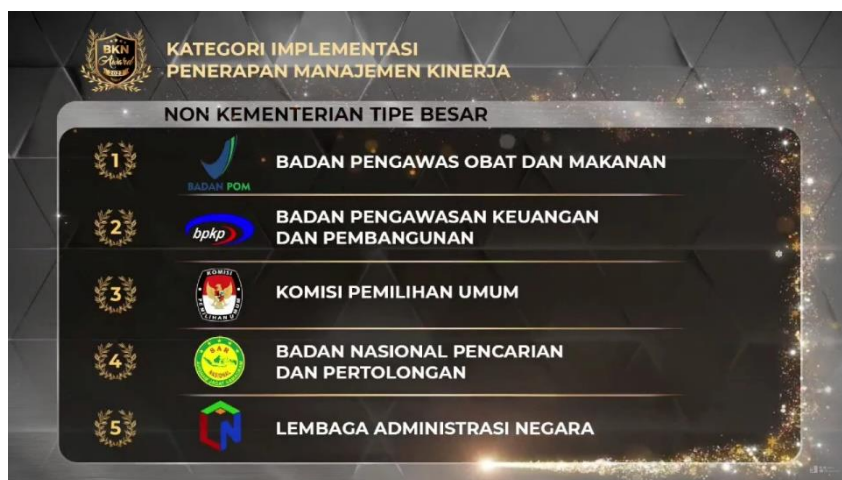 BKN
Award
KATEGORI IMPLEMENTASI
PENERAPAN MANAJEMEN KINERJA
NON KEMENTERIAN TIPE BESAR
1
BADAN POM
BADAN PENGAWAS OBAT DAN MAKANAN
2
bpkp
BADAN PENGAWASAN KEUANGAN
DAN PEMBANGUNAN
3
KOMISI
PEMILIHAN UMUM
KOMISI PEMILIHAN UMUM
4
SAR
NASIONAL
BADAN NASIONAL PENCARIAN
DAN PERTOLONGAN
5
LEMBAGA ADMINISTRASI NEGARA